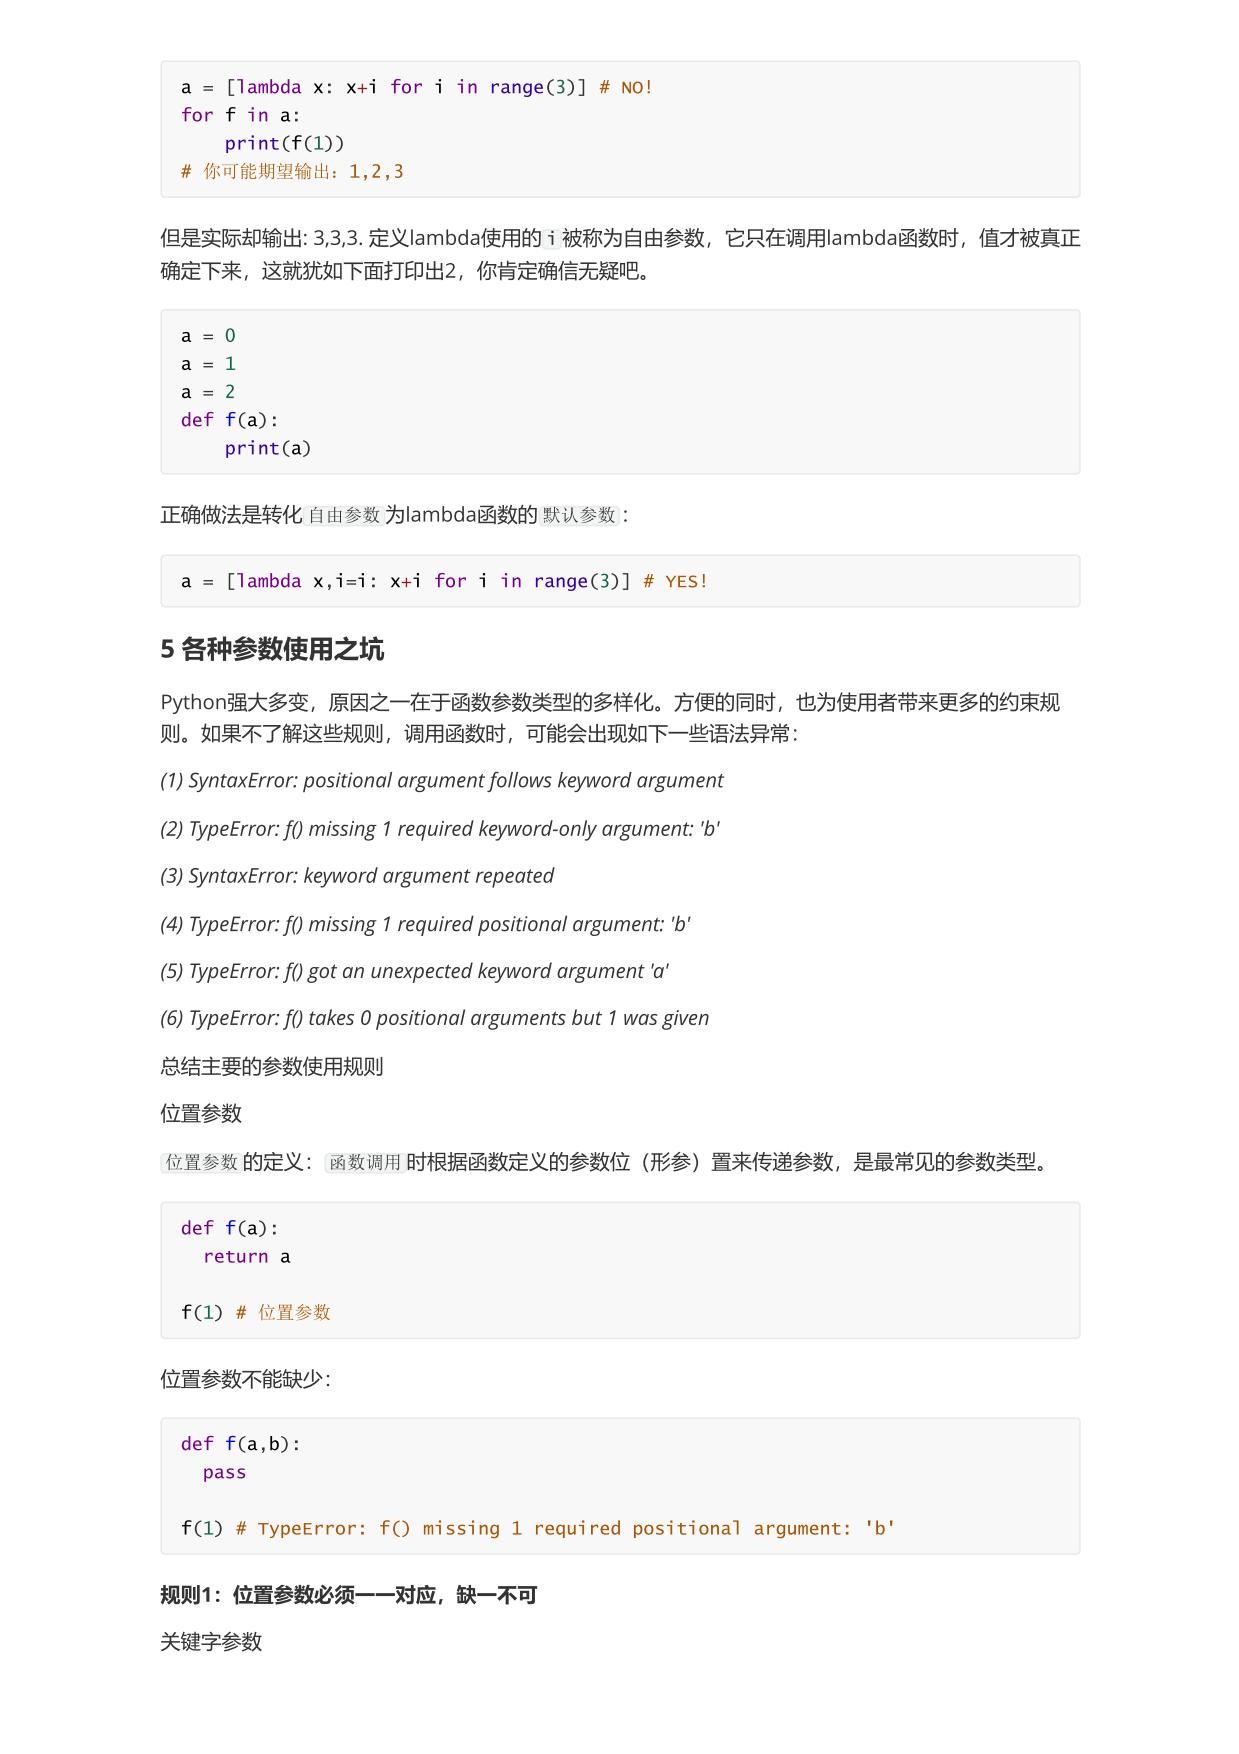 a = [lambda x: x+i for i in range(3)] # NO!
for f in a:
    print(f(1))
# 你可能期望输出：1,2,3
但是实际却输出: 3,3,3. 定义lambda使用的i被称为自由参数，它只在调用lambda函数时，值才被真正
确定下来，这就犹如下面打印出2，你肯定确信无疑吧。
a = 0
a = 1
a = 2
def f(a):
    print(a)
正确做法是转化自由参数为lambda函数的默认参数：
a = [lambda x,i=i: x+i for i in range(3)] # YES!
5 各种参数使用之坑
Python强大多变，原因之一在于函数参数类型的多样化。方便的同时，也为使用者带来更多的约束规
则。如果不了解这些规则，调用函数时，可能会出现如下一些语法异常：
(1) SyntaxError: positional argument follows keyword argument
(2) TypeError: f() missing 1 required keyword-only argument: 'b'
(3) SyntaxError: keyword argument repeated
(4) TypeError: f() missing 1 required positional argument: 'b'
(5) TypeError: f() got an unexpected keyword argument 'a'
(6) TypeError: f() takes 0 positional arguments but 1 was given
总结主要的参数使用规则
位置参数
位置参数的定义：函数调用时根据函数定义的参数位（形参）置来传递参数，是最常见的参数类型。
def f(a):
  return a
f(1) # 位置参数
位置参数不能缺少：
def f(a,b):
  pass
f(1) # TypeError: f() missing 1 required positional argument: 'b'
规则1：位置参数必须一一对应，缺一不可
关键字参数